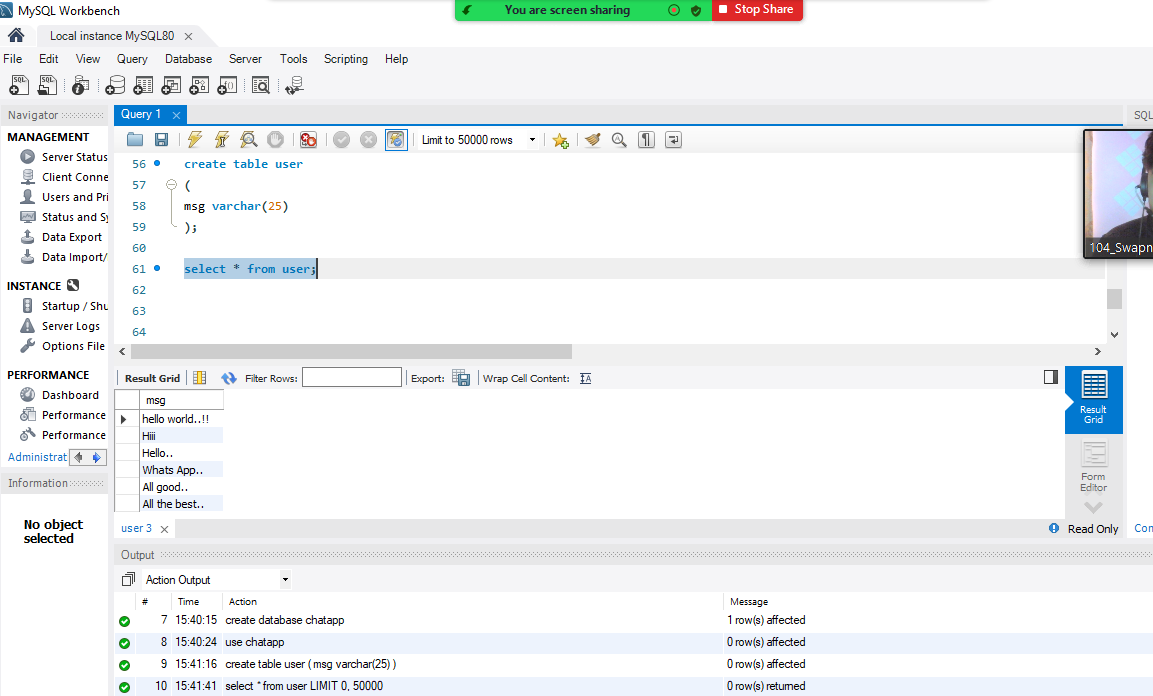 MySQL Workbench
You are screen sharing
Stop Share
Local instance MySQL80
File Edit View Query Database Server Tools Scripting Help
Navigator
Query 1
SQL
MANAGEMENT
Server Status
Client Conne
Users and Pri
Status and Sy
Data Export
Data Import/
INSTANCE
Startup / Shu
Server Logs
Options File
PERFORMANCE
Dashboard
Performance
Performance
Administrat
Information
No object
selected
Limit to 50000 rows
56 create table user
57 (
58 msg varchar(25)
59 );
60
61 select * from user;
62
63
64
104_Swapn
Result Grid Filter Rows: Export: Wrap Cell Content:
msg
hello world..!!
Hiii
Hello..
Whats App..
All good..
All the best..
Result
Grid
Form
Editor
user 3
Read Only
Con
Output
Action Output
# Time Action Message
7 15:40:15 create database chatapp 1 row(s) affected
8 15:40:24 use chatapp 0 row(s) affected
9 15:41:16 create table user ( msg varchar(25) ) 0 row(s) affected
10 15:41:41 select * from user LIMIT 0, 50000 0 row(s) returned